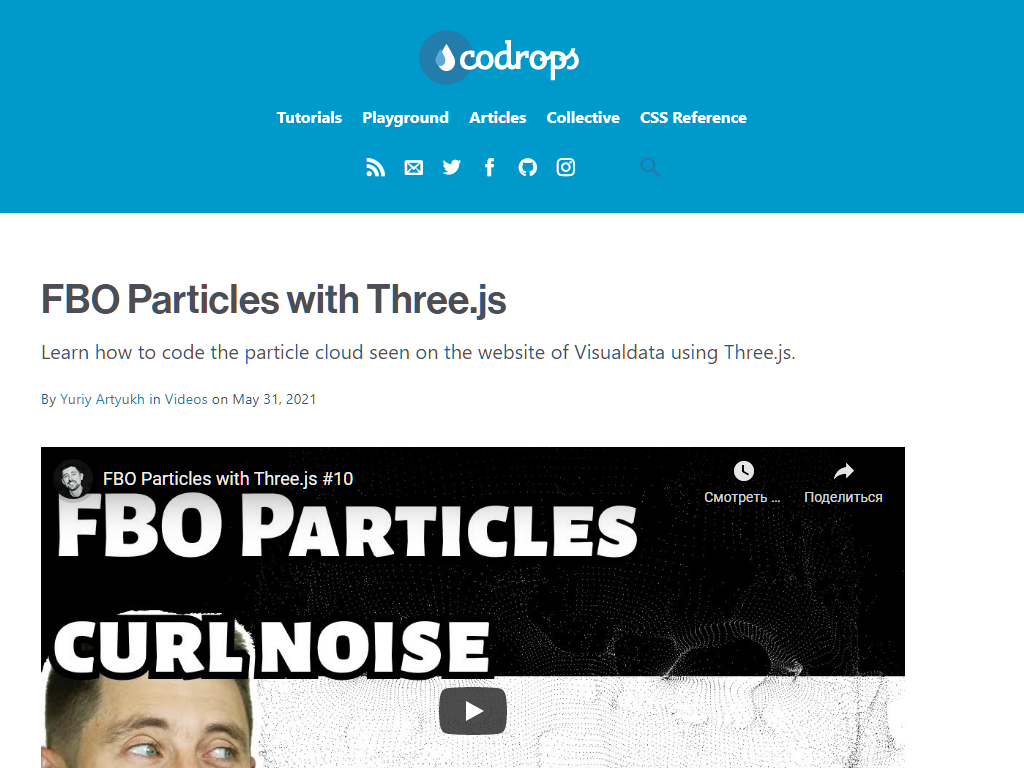 codrops
Tutorials Playground Articles Collective CSS Reference
FBO Particles with Three.js
Learn how to code the particle cloud seen on the website of Visualdata using Three.js.
By Yuriy Artyukh in Videos on May 31, 2021
FBO Particles with Three.js #10
Смотреть ... Поделиться
FBO PARTICLES
CURL NOISE